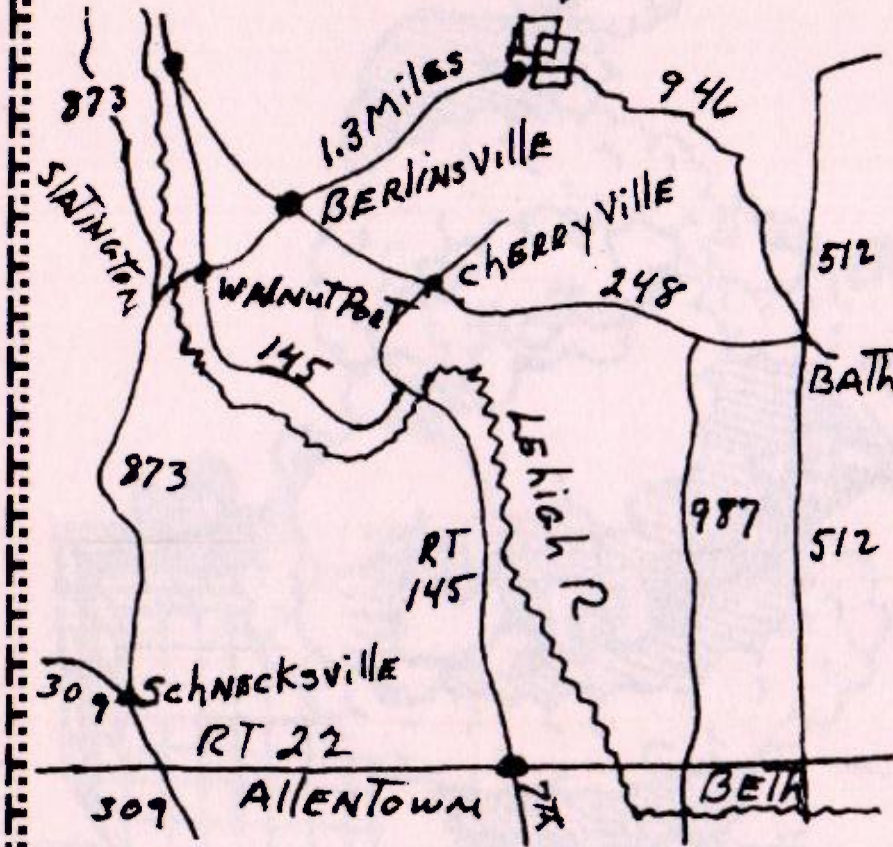 946
873
1.3 Miles
BERlinsVillE
SlATINGTON
ChERRyVillE
512
WAlNUTPORT
248
145
BATh
873
LEhigh R
987
RT
145
512
309
SchNEcksVillE
RT 22
BETh
309
AllENTOWN